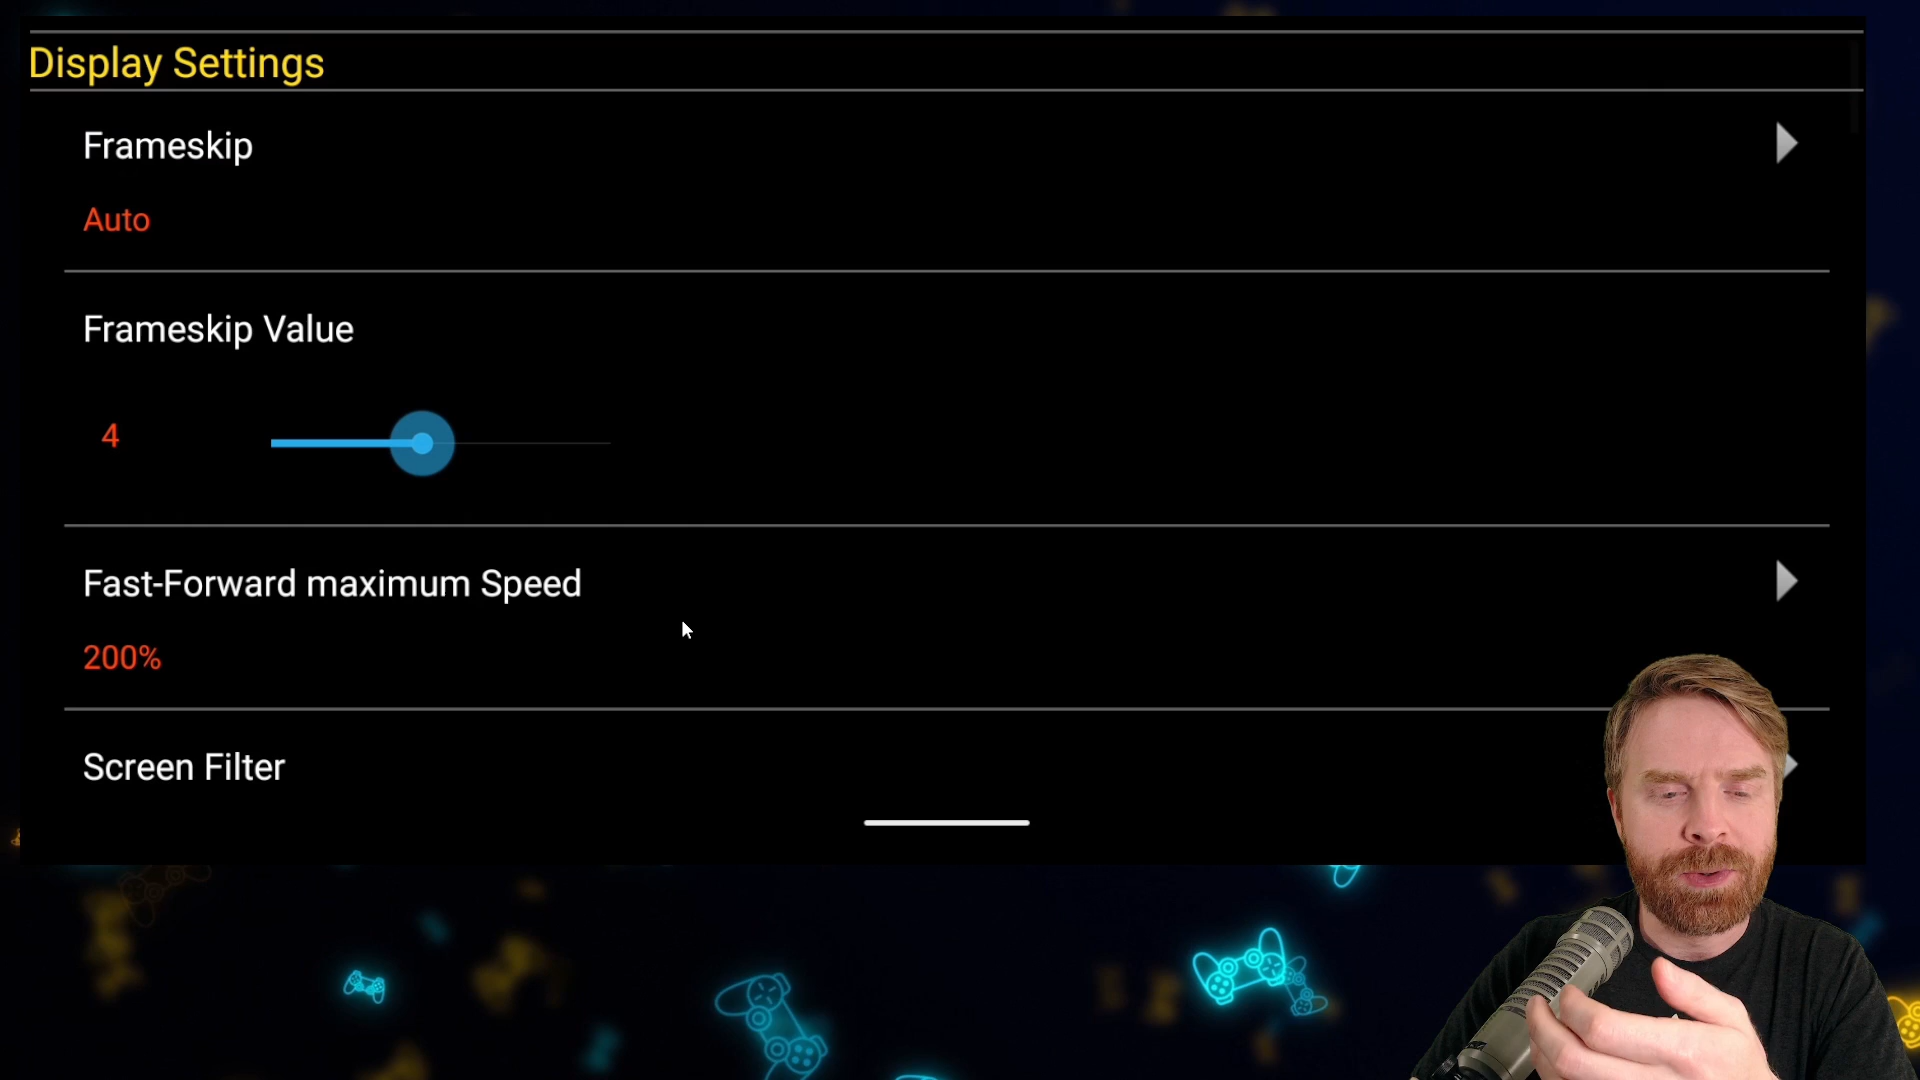 Display Settings
Frameskip
Auto
Frameskip Value
4
Fast-Forward maximum Speed
200%
Screen Filter